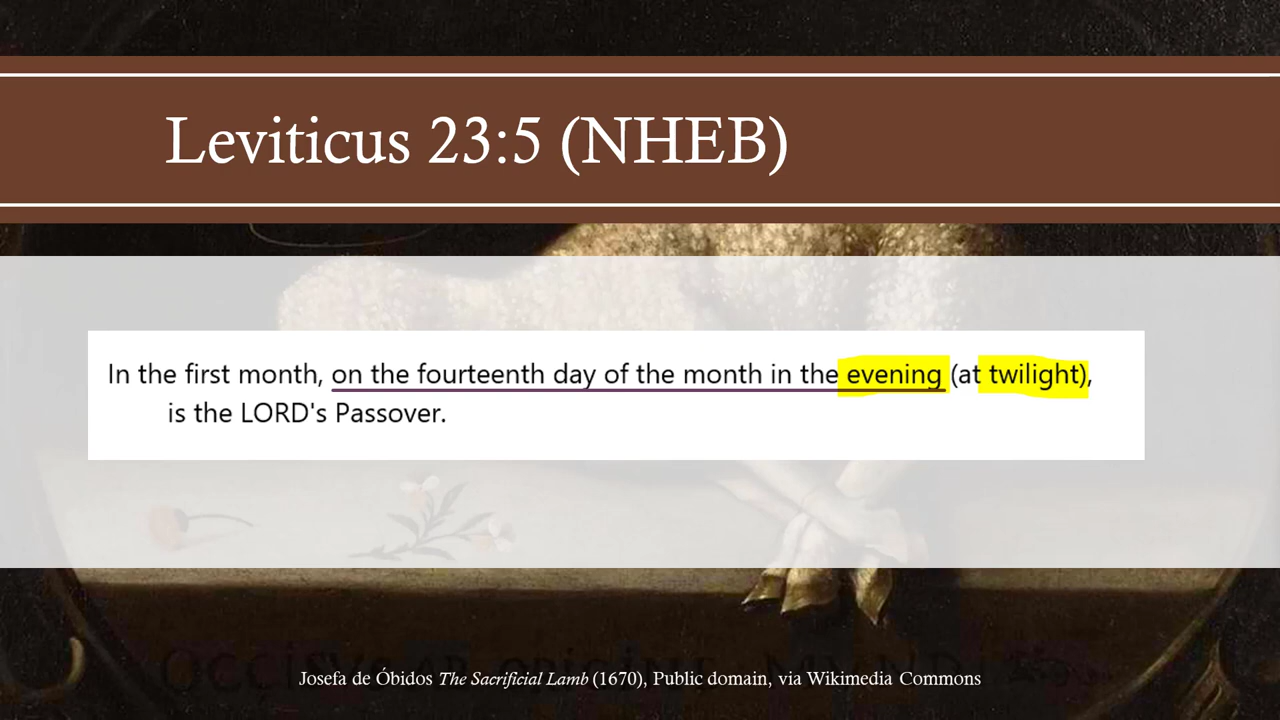 Leviticus 23:5 (NHEB)
In the first month, on the fourteenth day of the month in the evening (at twilight),
is the LORD's Passover.
Josefa de Óbidos The Sacrificial Lamb (1670), Public domain, via Wikimedia Commons